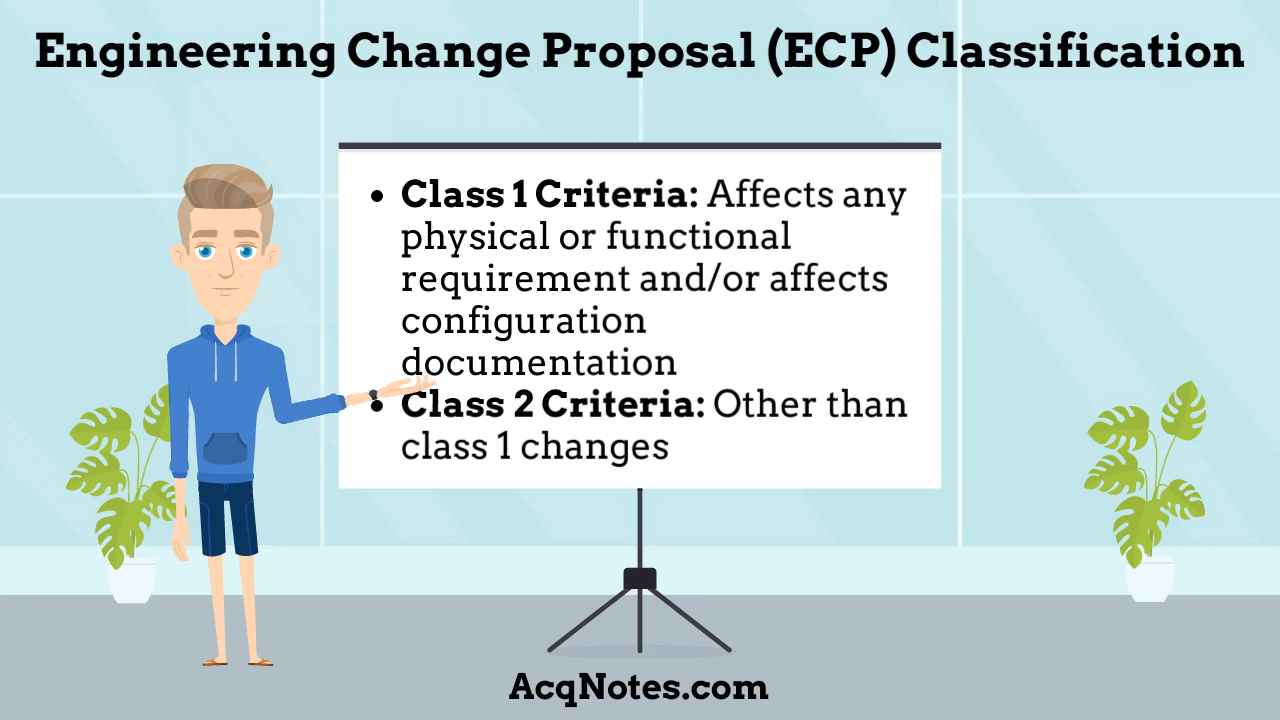 Engineering Change Proposal (ECP) Classification
• Class 1 Criteria: Affects any
physical or functional
requirement and/or affects
configuration
documentation
• Class 2 Criteria: Other than
class 1 changes
AcqNotes.com